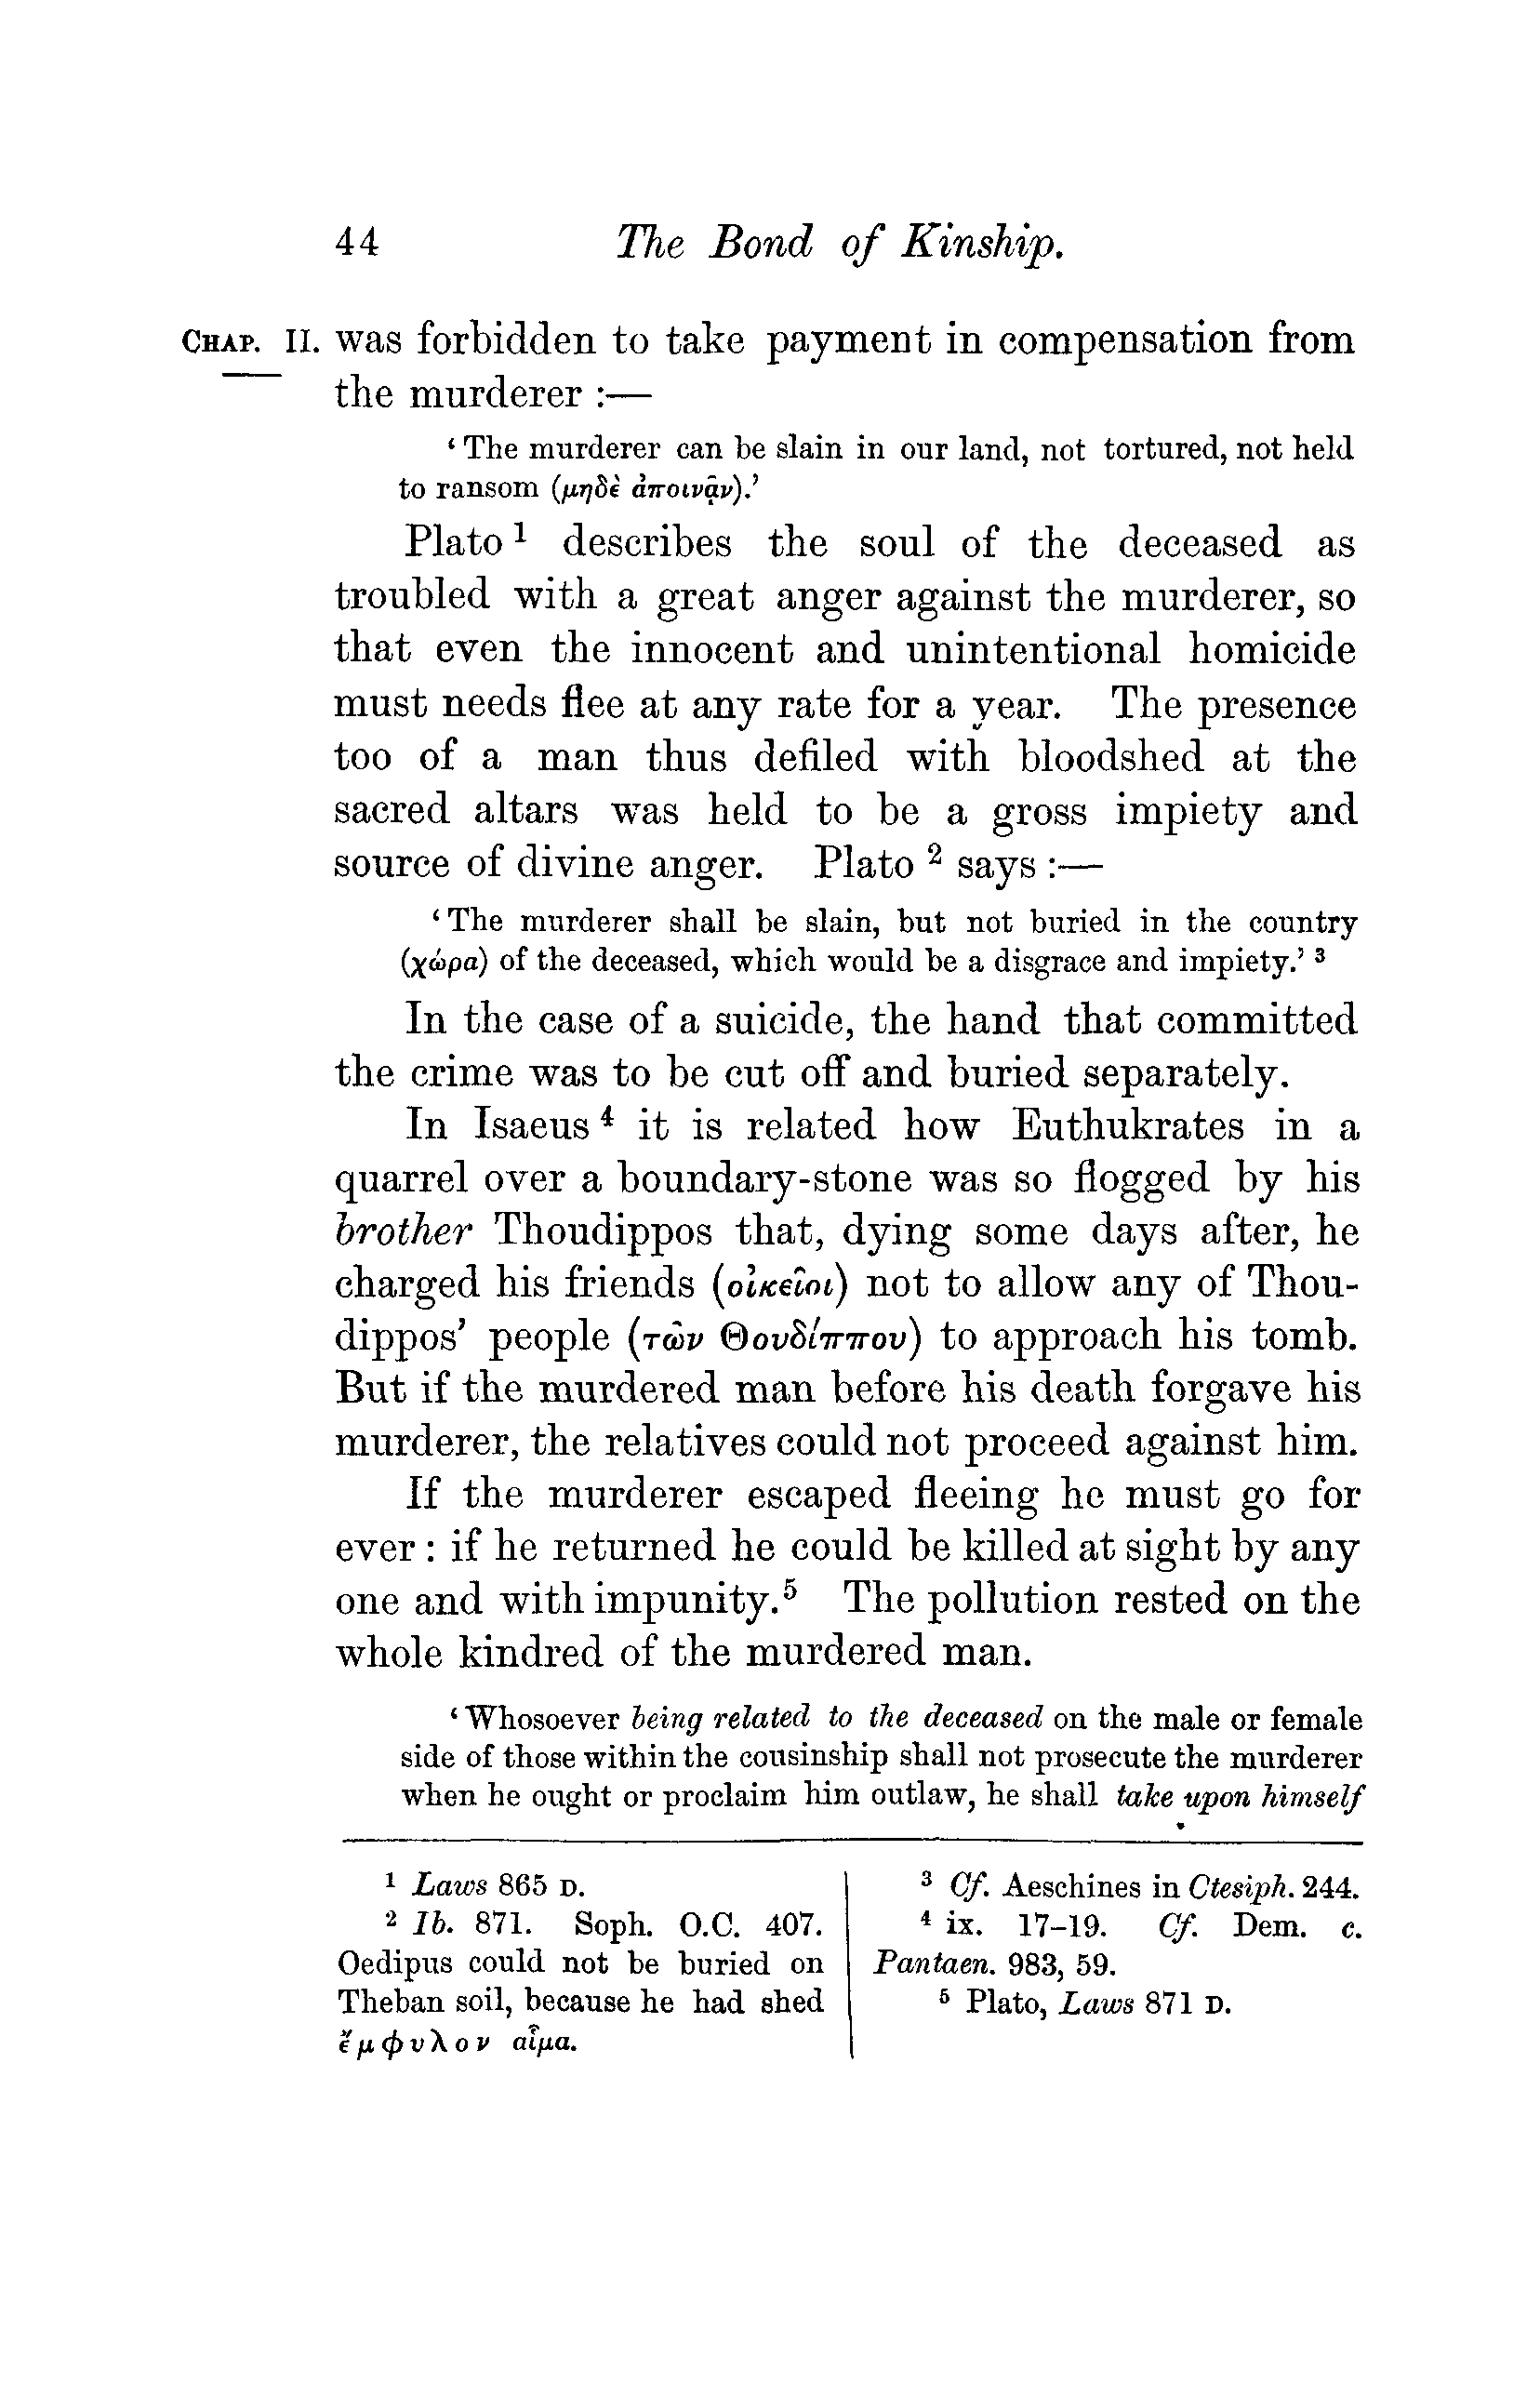 44 The Bond of Kinship.
CHAP. II. was forbidden to take payment in compensation from
the murderer :—
‘ The murderer can be slain in our land, not tortured, not held
to ransom (μηδὲ ἀποινᾷν).’
Plato ¹ describes the soul of the deceased as
troubled with a great anger against the murderer, so
that even the innocent and unintentional homicide
must needs flee at any rate for a year. The presence
too of a man thus defiled with bloodshed at the
sacred altars was held to be a gross impiety and
source of divine anger. Plato ² says :—
‘ The murderer shall be slain, but not buried in the country
(χώρα) of the deceased, which would be a disgrace and impiety.’ ³
In the case of a suicide, the hand that committed
the crime was to be cut off and buried separately.
In Isaeus ⁴ it is related how Euthukrates in a
quarrel over a boundary-stone was so flogged by his
brother Thoudippos that, dying some days after, he
charged his friends (οἰκεῖοι) not to allow any of Thou-
dippos’ people (τῶν Θουδίππου) to approach his tomb.
But if the murdered man before his death forgave his
murderer, the relatives could not proceed against him.
If the murderer escaped fleeing he must go for
ever : if he returned he could be killed at sight by any
one and with impunity.⁵ The pollution rested on the
whole kindred of the murdered man.
‘ Whosoever being related to the deceased on the male or female
side of those within the cousinship shall not prosecute the murderer
when he ought or proclaim him outlaw, he shall take upon himself
¹ Laws 865 D.
² Ib. 871. Soph. O.C. 407.
Oedipus could not be buried on
Theban soil, because he had shed
ἔμφυλον αἷμα.
³ Cf. Aeschines in Ctesiph. 244.
⁴ ix. 17–19. Cf. Dem. c.
Pantaen. 983, 59.
⁵ Plato, Laws 871 D.